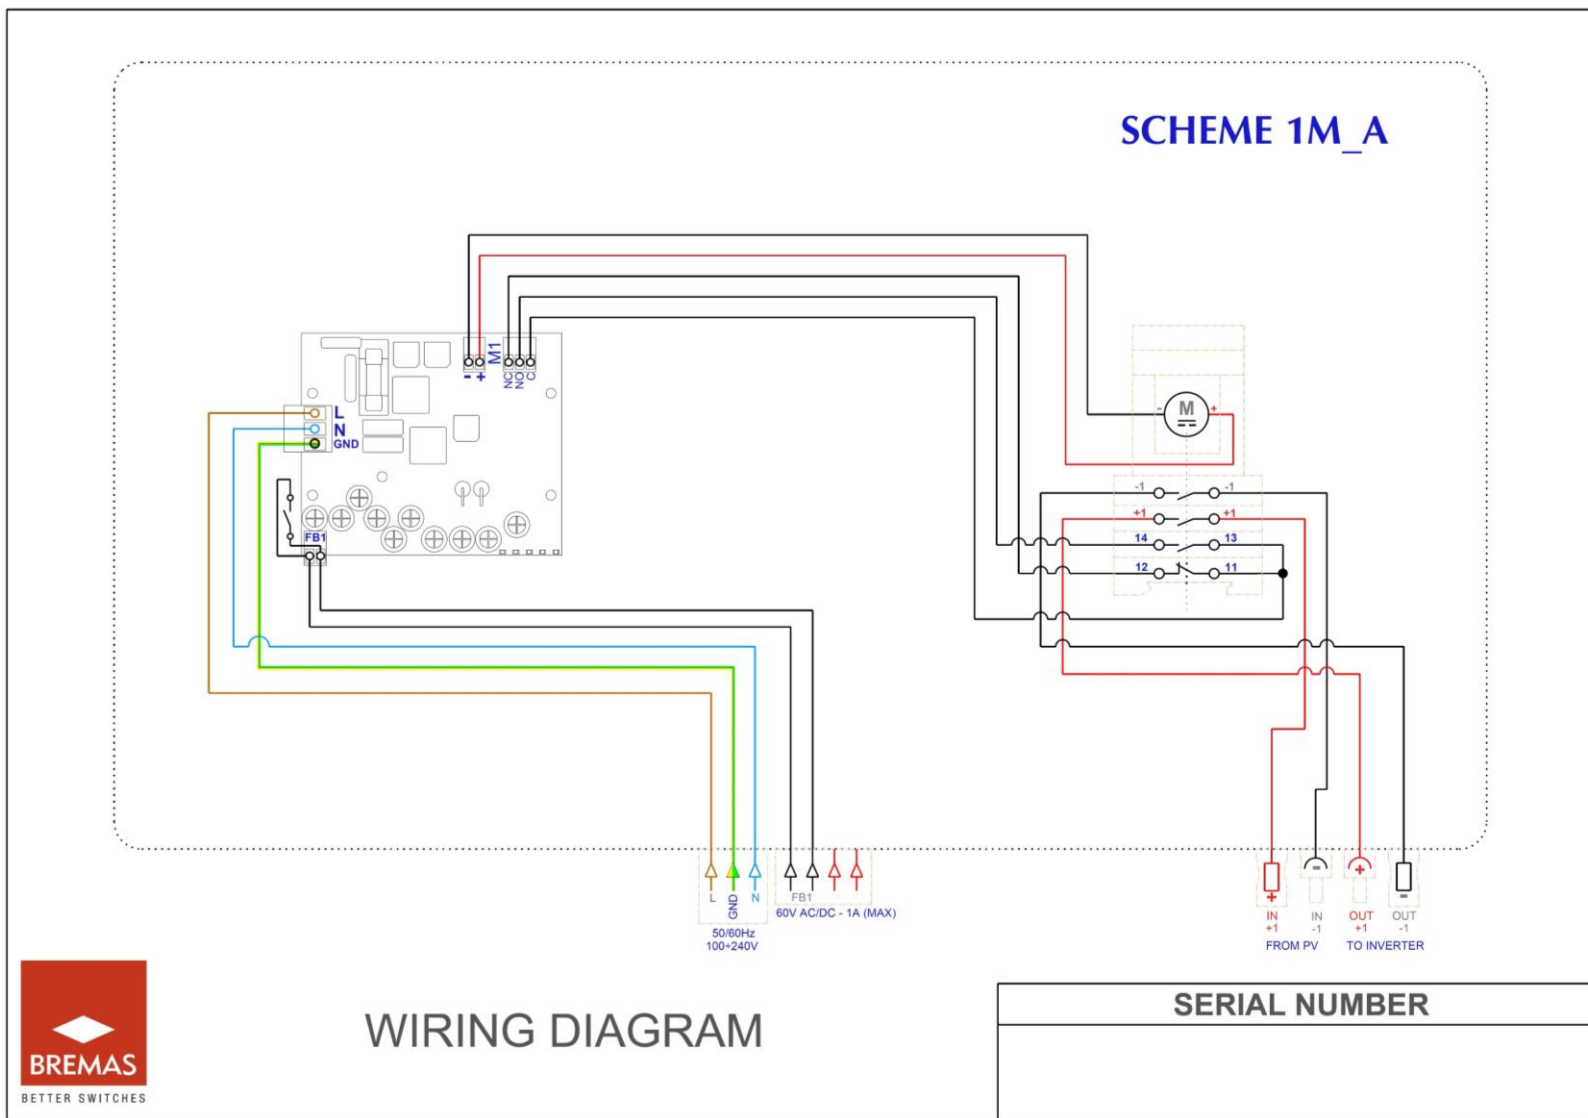 SCHEME 1M_A
M1
- +
NC
NO
C
L
N
GND
FB1
- M +
-1 -1
+1 +1
14 13
12 11
L
GND
N
FB1
50/60Hz
100÷240V
60V AC/DC - 1A (MAX)
+ - + -
IN IN OUT OUT
+1 -1 +1 -1
FROM PV TO INVERTER
BREMAS
BETTER SWITCHES
WIRING DIAGRAM
SERIAL NUMBER